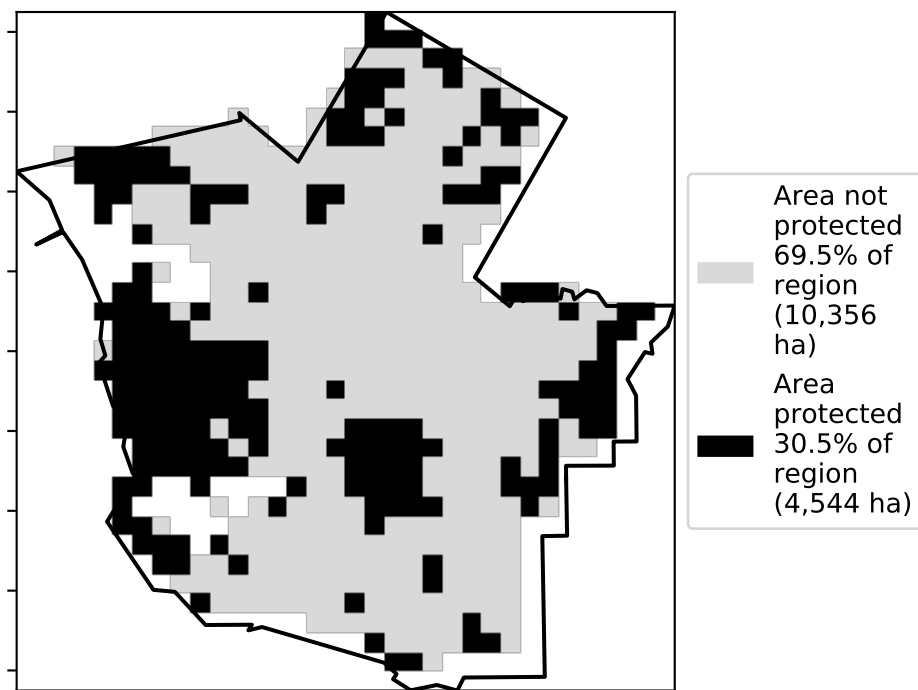 Area not
protected
69.5% of
region
(10,356
ha)
Area
protected
30.5% of
region
(4,544 ha)